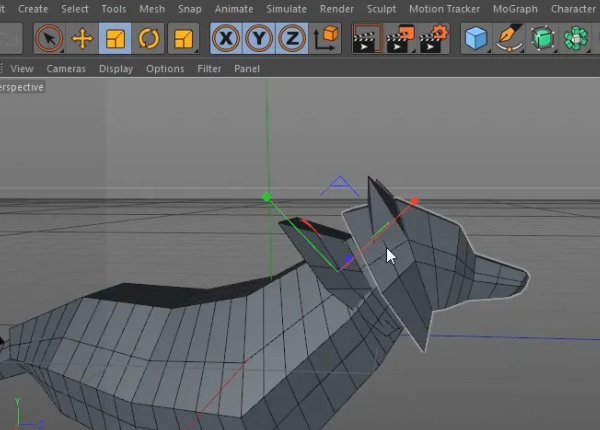 it Create Select Tools Mesh Snap Animate Simulate Render Sculpt Motion Tracker MoGraph Character
X Y Z
View Cameras Display Options Filter Panel
erspective
Y